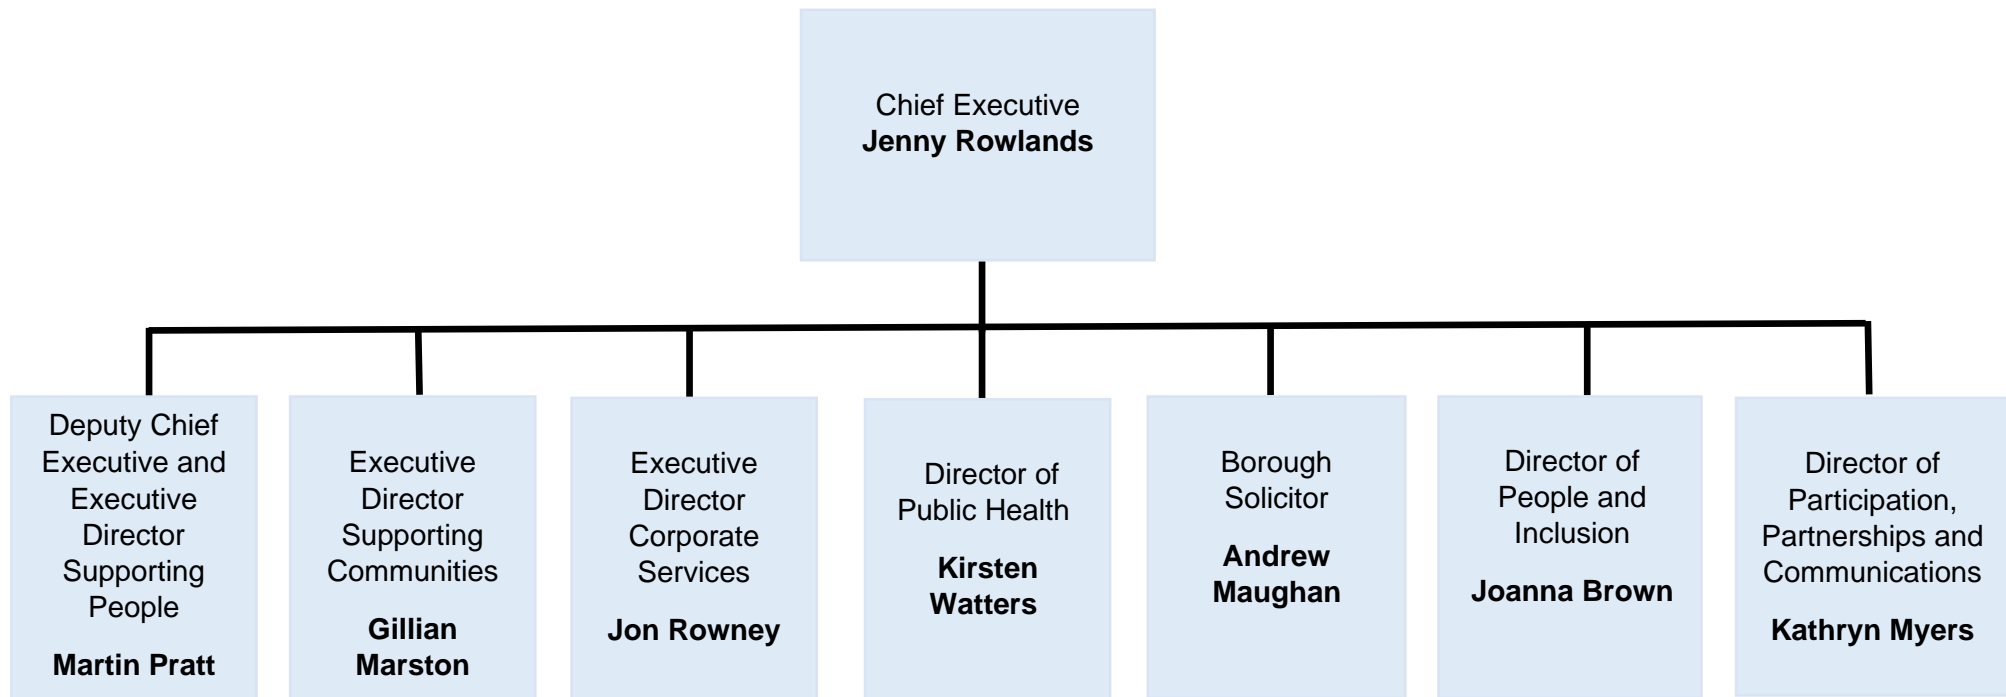 Chief Executive
Jenny Rowlands
Deputy Chief
Executive and
Executive
Director
Supporting
People
Martin Pratt
Executive
Director
Supporting
Communities
Gillian
Marston
Executive
Director
Corporate
Services
Jon Rowney
Director of
Public Health
Kirsten
Watters
Borough
Solicitor
Andrew
Maughan
Director of
People and
Inclusion
Joanna Brown
Director of
Participation,
Partnerships and
Communications
Kathryn Myers